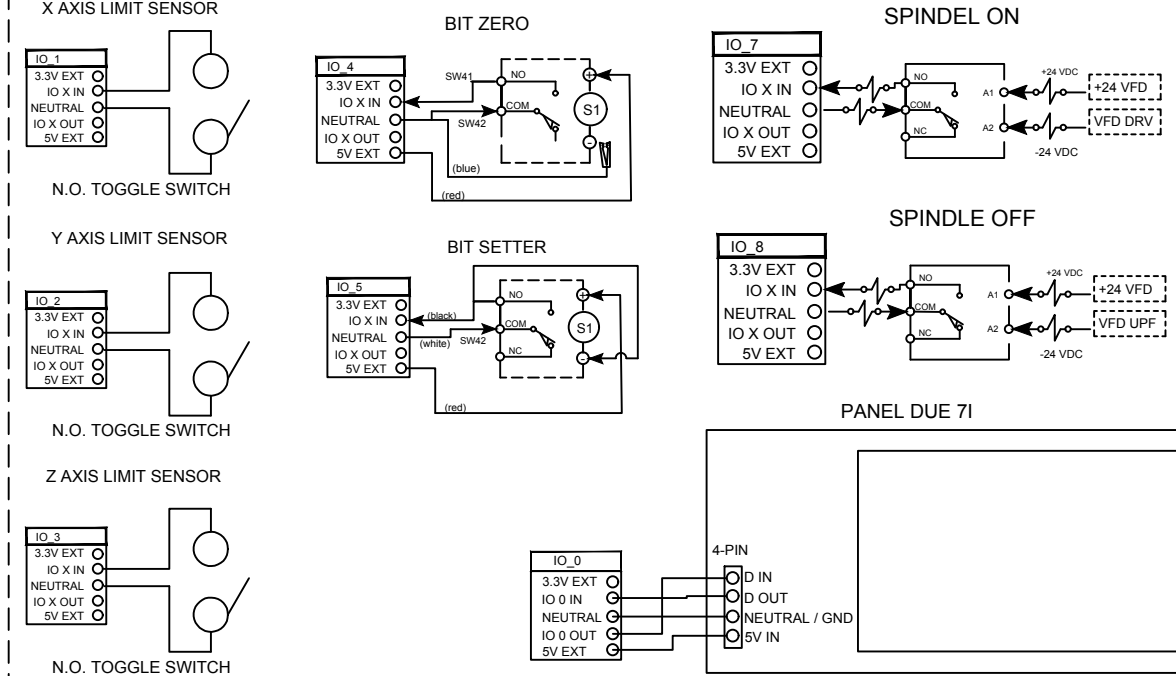 X AXIS LIMIT SENSOR
IO_1
3.3V EXT
IO X IN
NEUTRAL
IO X OUT
5V EXT
N.O. TOGGLE SWITCH
Y AXIS LIMIT SENSOR
IO_2
3.3V EXT
IO X IN
NEUTRAL
IO X OUT
5V EXT
N.O. TOGGLE SWITCH
Z AXIS LIMIT SENSOR
IO_3
3.3V EXT
IO X IN
NEUTRAL
IO X OUT
5V EXT
N.O. TOGGLE SWITCH
BIT ZERO
IO_4
3.3V EXT
IO X IN
NEUTRAL
IO X OUT
5V EXT
SW41
SW42
NO
COM
+
S1
-
(blue)
(red)
BIT SETTER
IO_5
3.3V EXT
IO X IN
NEUTRAL
IO X OUT
5V EXT
(black)
(white)
SW42
NO
COM
NC
+
S1
-
(red)
SPINDEL ON
IO_7
3.3V EXT
IO X IN
NEUTRAL
IO X OUT
5V EXT
NO
COM
NC
A1
A2
+24 VDC
-24 VDC
+24 VFD
VFD DRV
SPINDLE OFF
IO_8
3.3V EXT
IO X IN
NEUTRAL
IO X OUT
5V EXT
NO
COM
NC
A1
A2
+24 VDC
-24 VDC
+24 VFD
VFD UPF
PANEL DUE 7I
IO_0
3.3V EXT
IO 0 IN
NEUTRAL
IO 0 OUT
5V EXT
4-PIN
D IN
D OUT
NEUTRAL / GND
5V IN